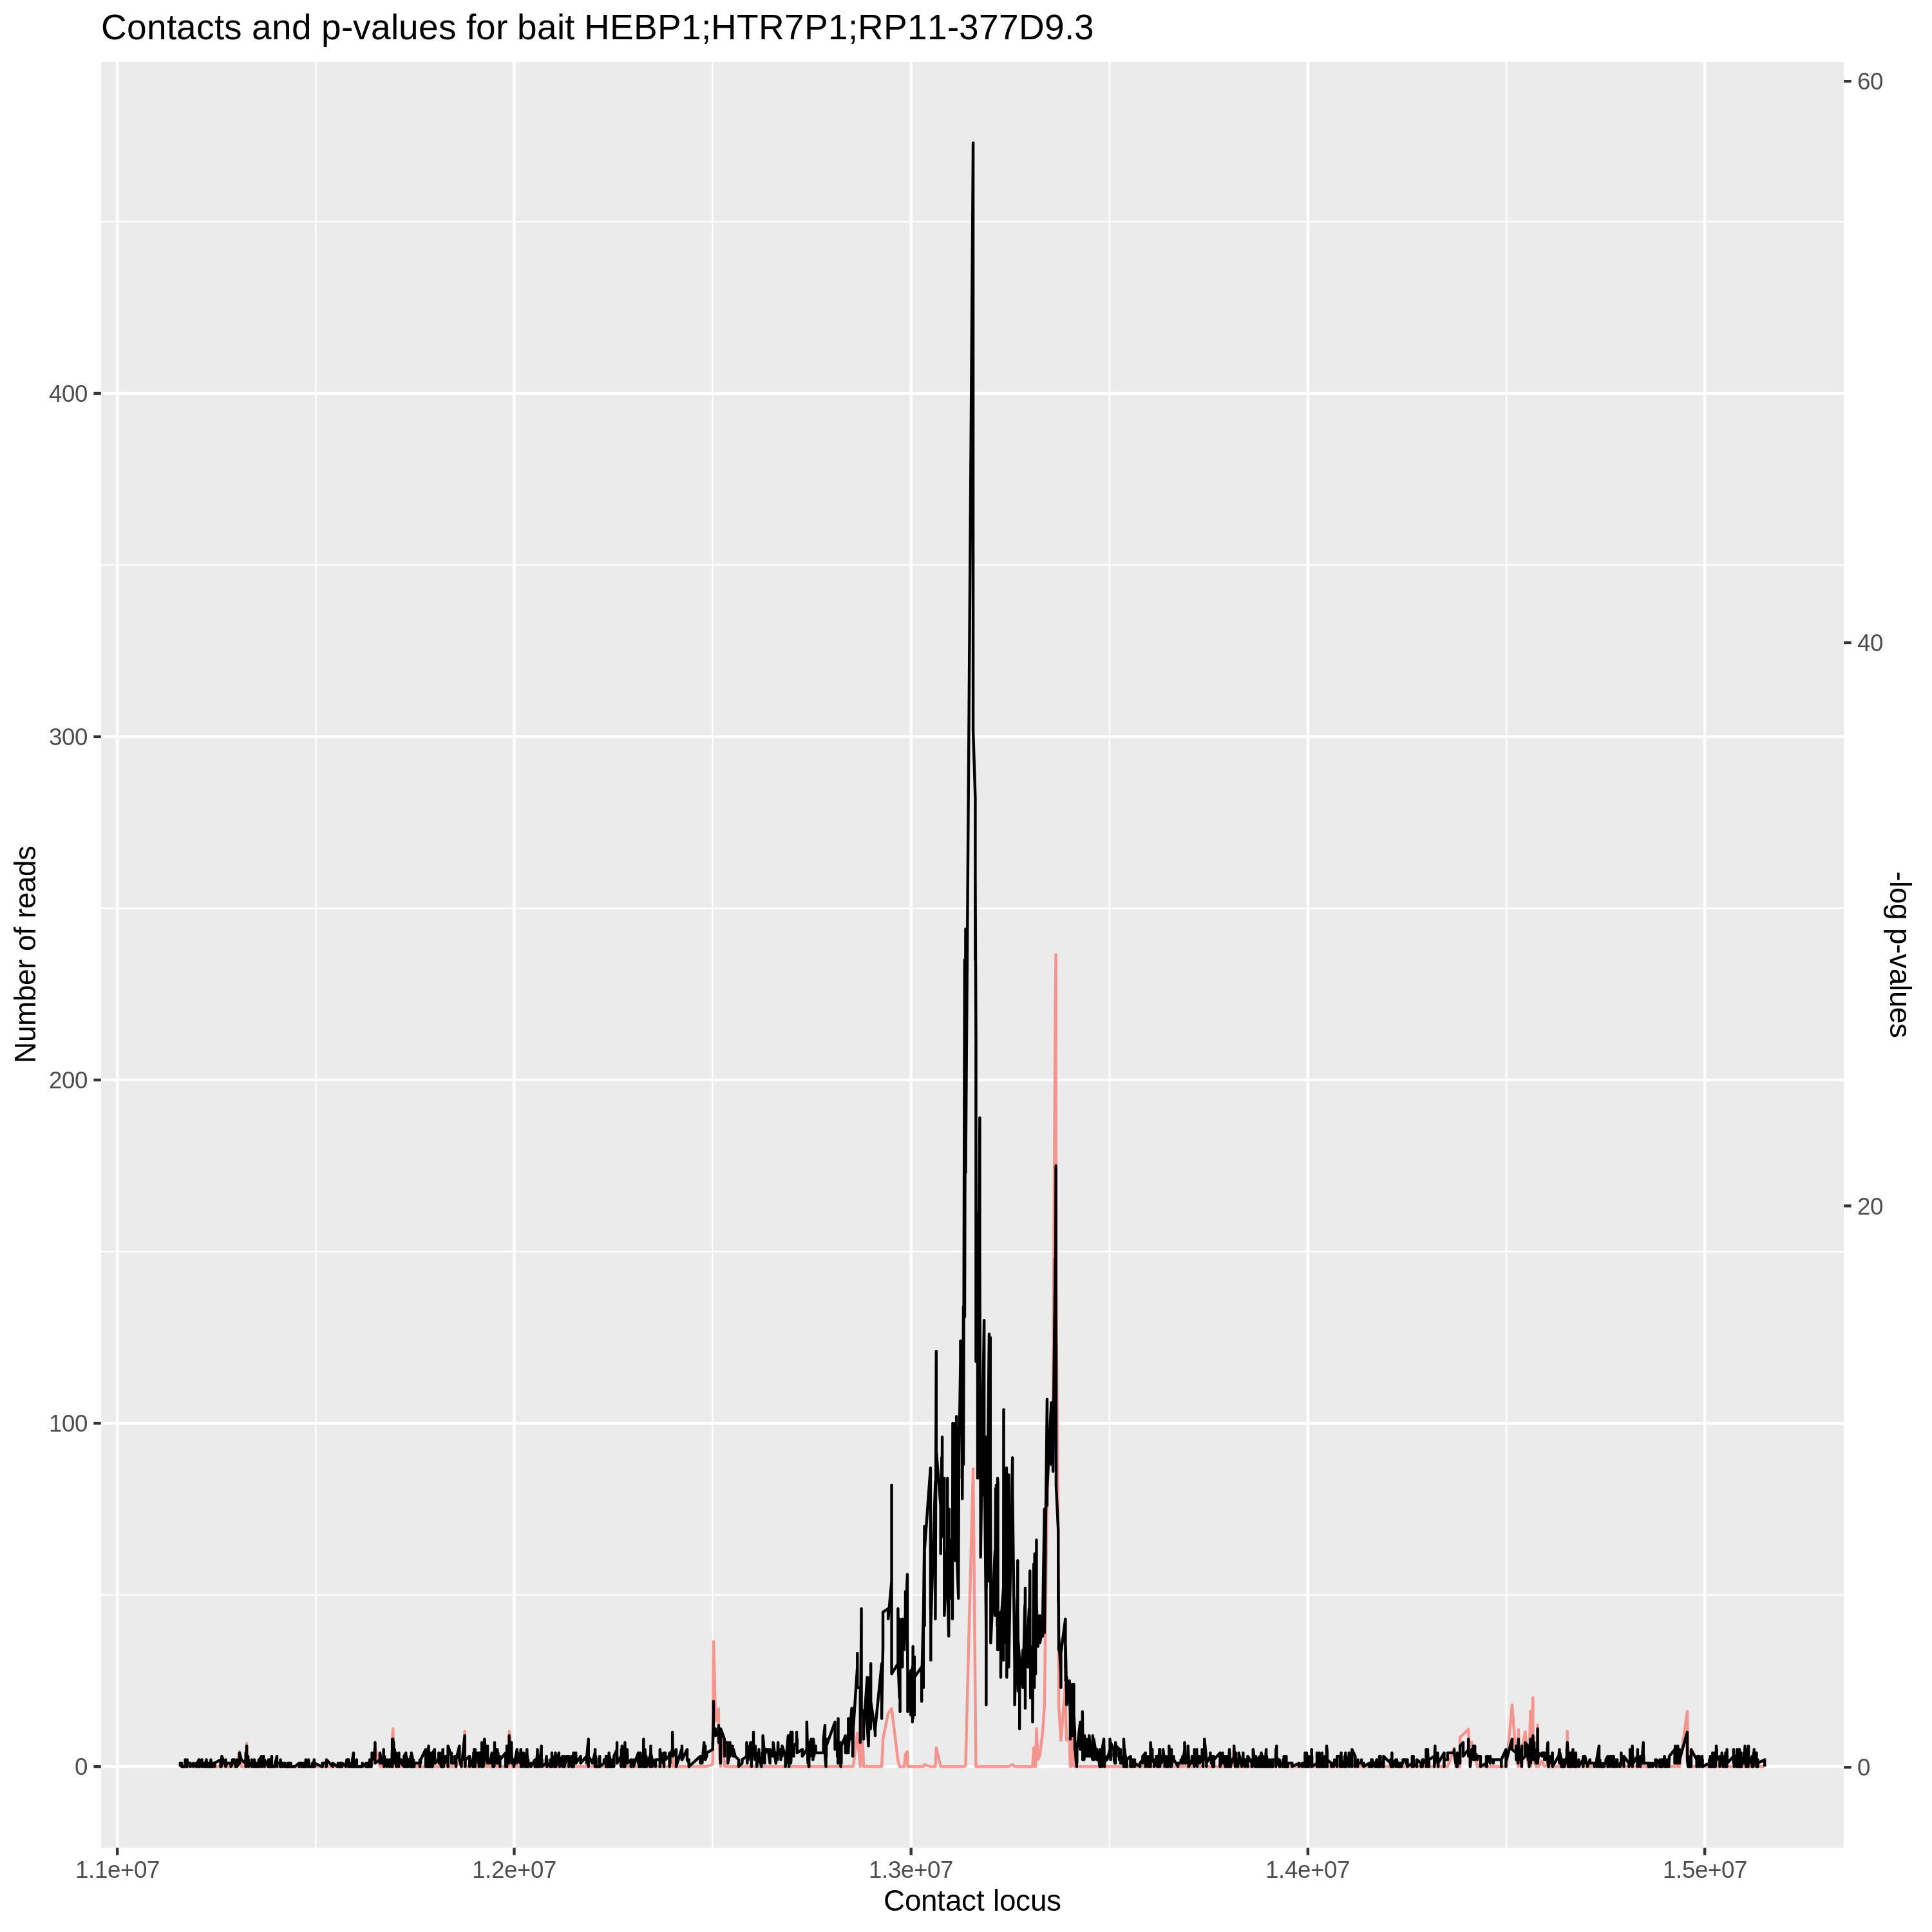 Contacts and p-values for bait HEBP1;HTR7P1;RP11-377D9.3
60
400
40
300
Number of reads
-log p-values
200
20
100
0
0
1.1e+07
1.2e+07
1.3e+07
1.4e+07
1.5e+07
Contact locus